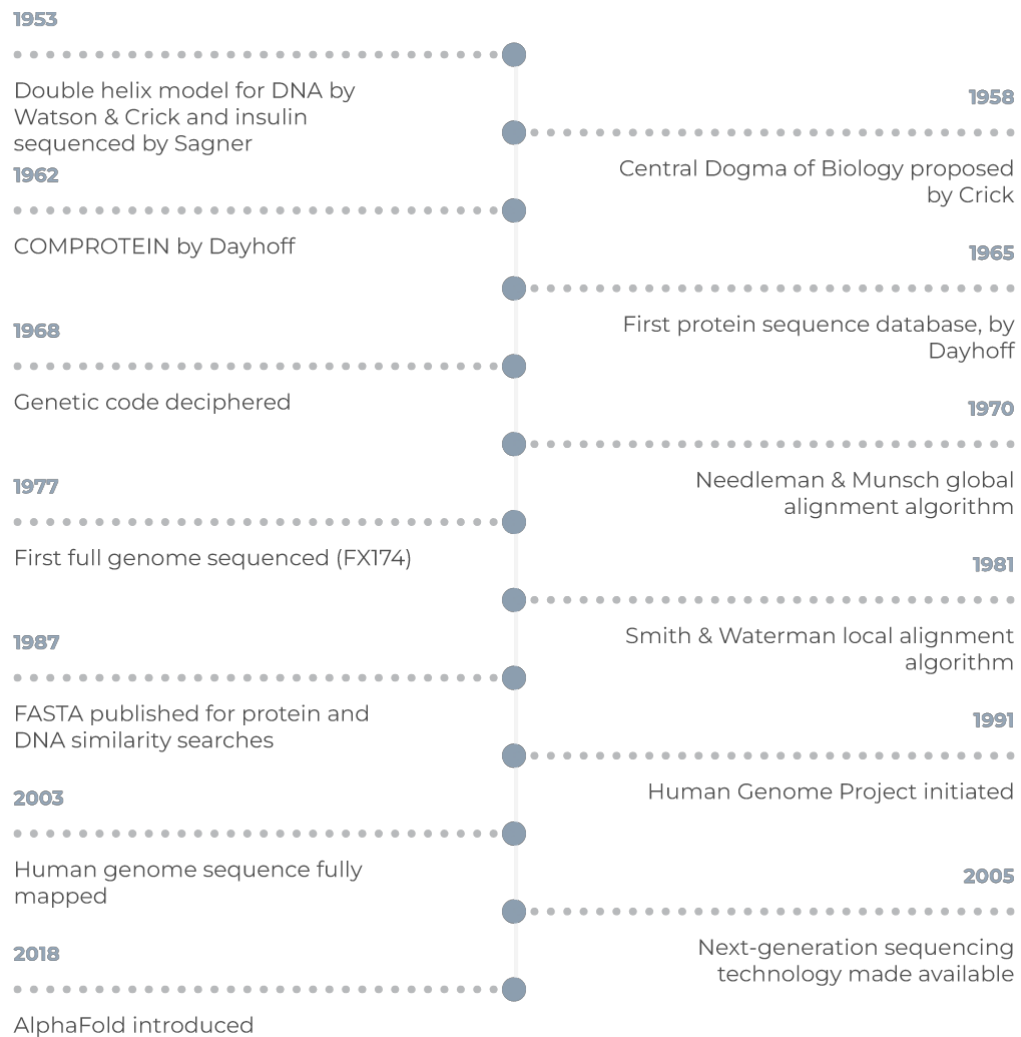 1953
Double helix model for DNA by
Watson & Crick and insulin
sequenced by Sagner
1958
Central Dogma of Biology proposed
by Crick
1962
COMPROTEIN by Dayhoff
1965
First protein sequence database, by
Dayhoff
1968
Genetic code deciphered
1970
Needleman & Munsch global
alignment algorithm
1977
First full genome sequenced (FX174)
1981
Smith & Waterman local alignment
algorithm
1987
FASTA published for protein and
DNA similarity searches
1991
Human Genome Project initiated
2003
Human genome sequence fully
mapped
2005
Next-generation sequencing
technology made available
2018
AlphaFold introduced